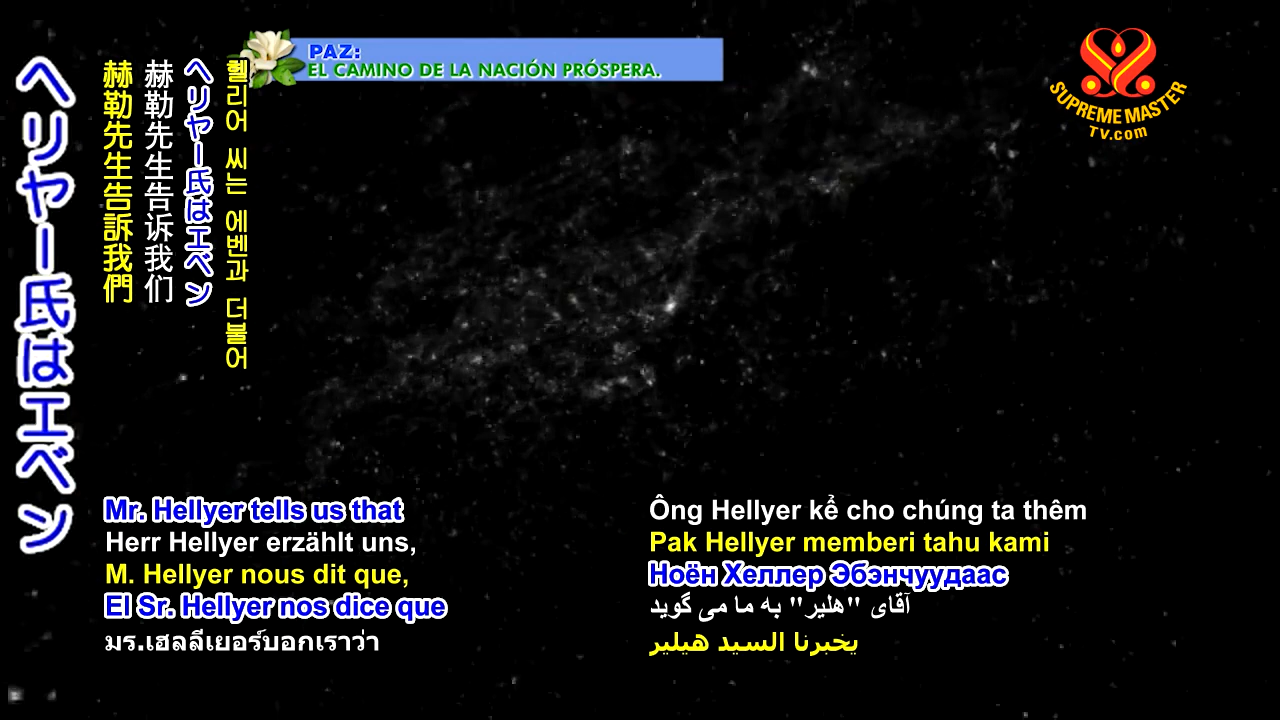 PAZ:
EL CAMINO DE LA NACIÓN PRÓSPERA.
SUPREME MASTER
TV.com
ヘリヤー氏はエベン
赫勒先生告訴我們
赫勒先生告诉我们
ヘリヤー氏はエベン
헬리어 씨는 에벤과 더불어
Mr. Hellyer tells us that
Herr Hellyer erzählt uns,
M. Hellyer nous dit que,
El Sr. Hellyer nos dice que
มร.เฮลลีเยอร์บอกเราว่า
Ông Hellyer kể cho chúng ta thêm
Pak Hellyer memberi tahu kami
Ноён Хеллер Эбэнчуудаас
آقای "هلیر" به ما می گوید
يخبرنا السيد هيلير